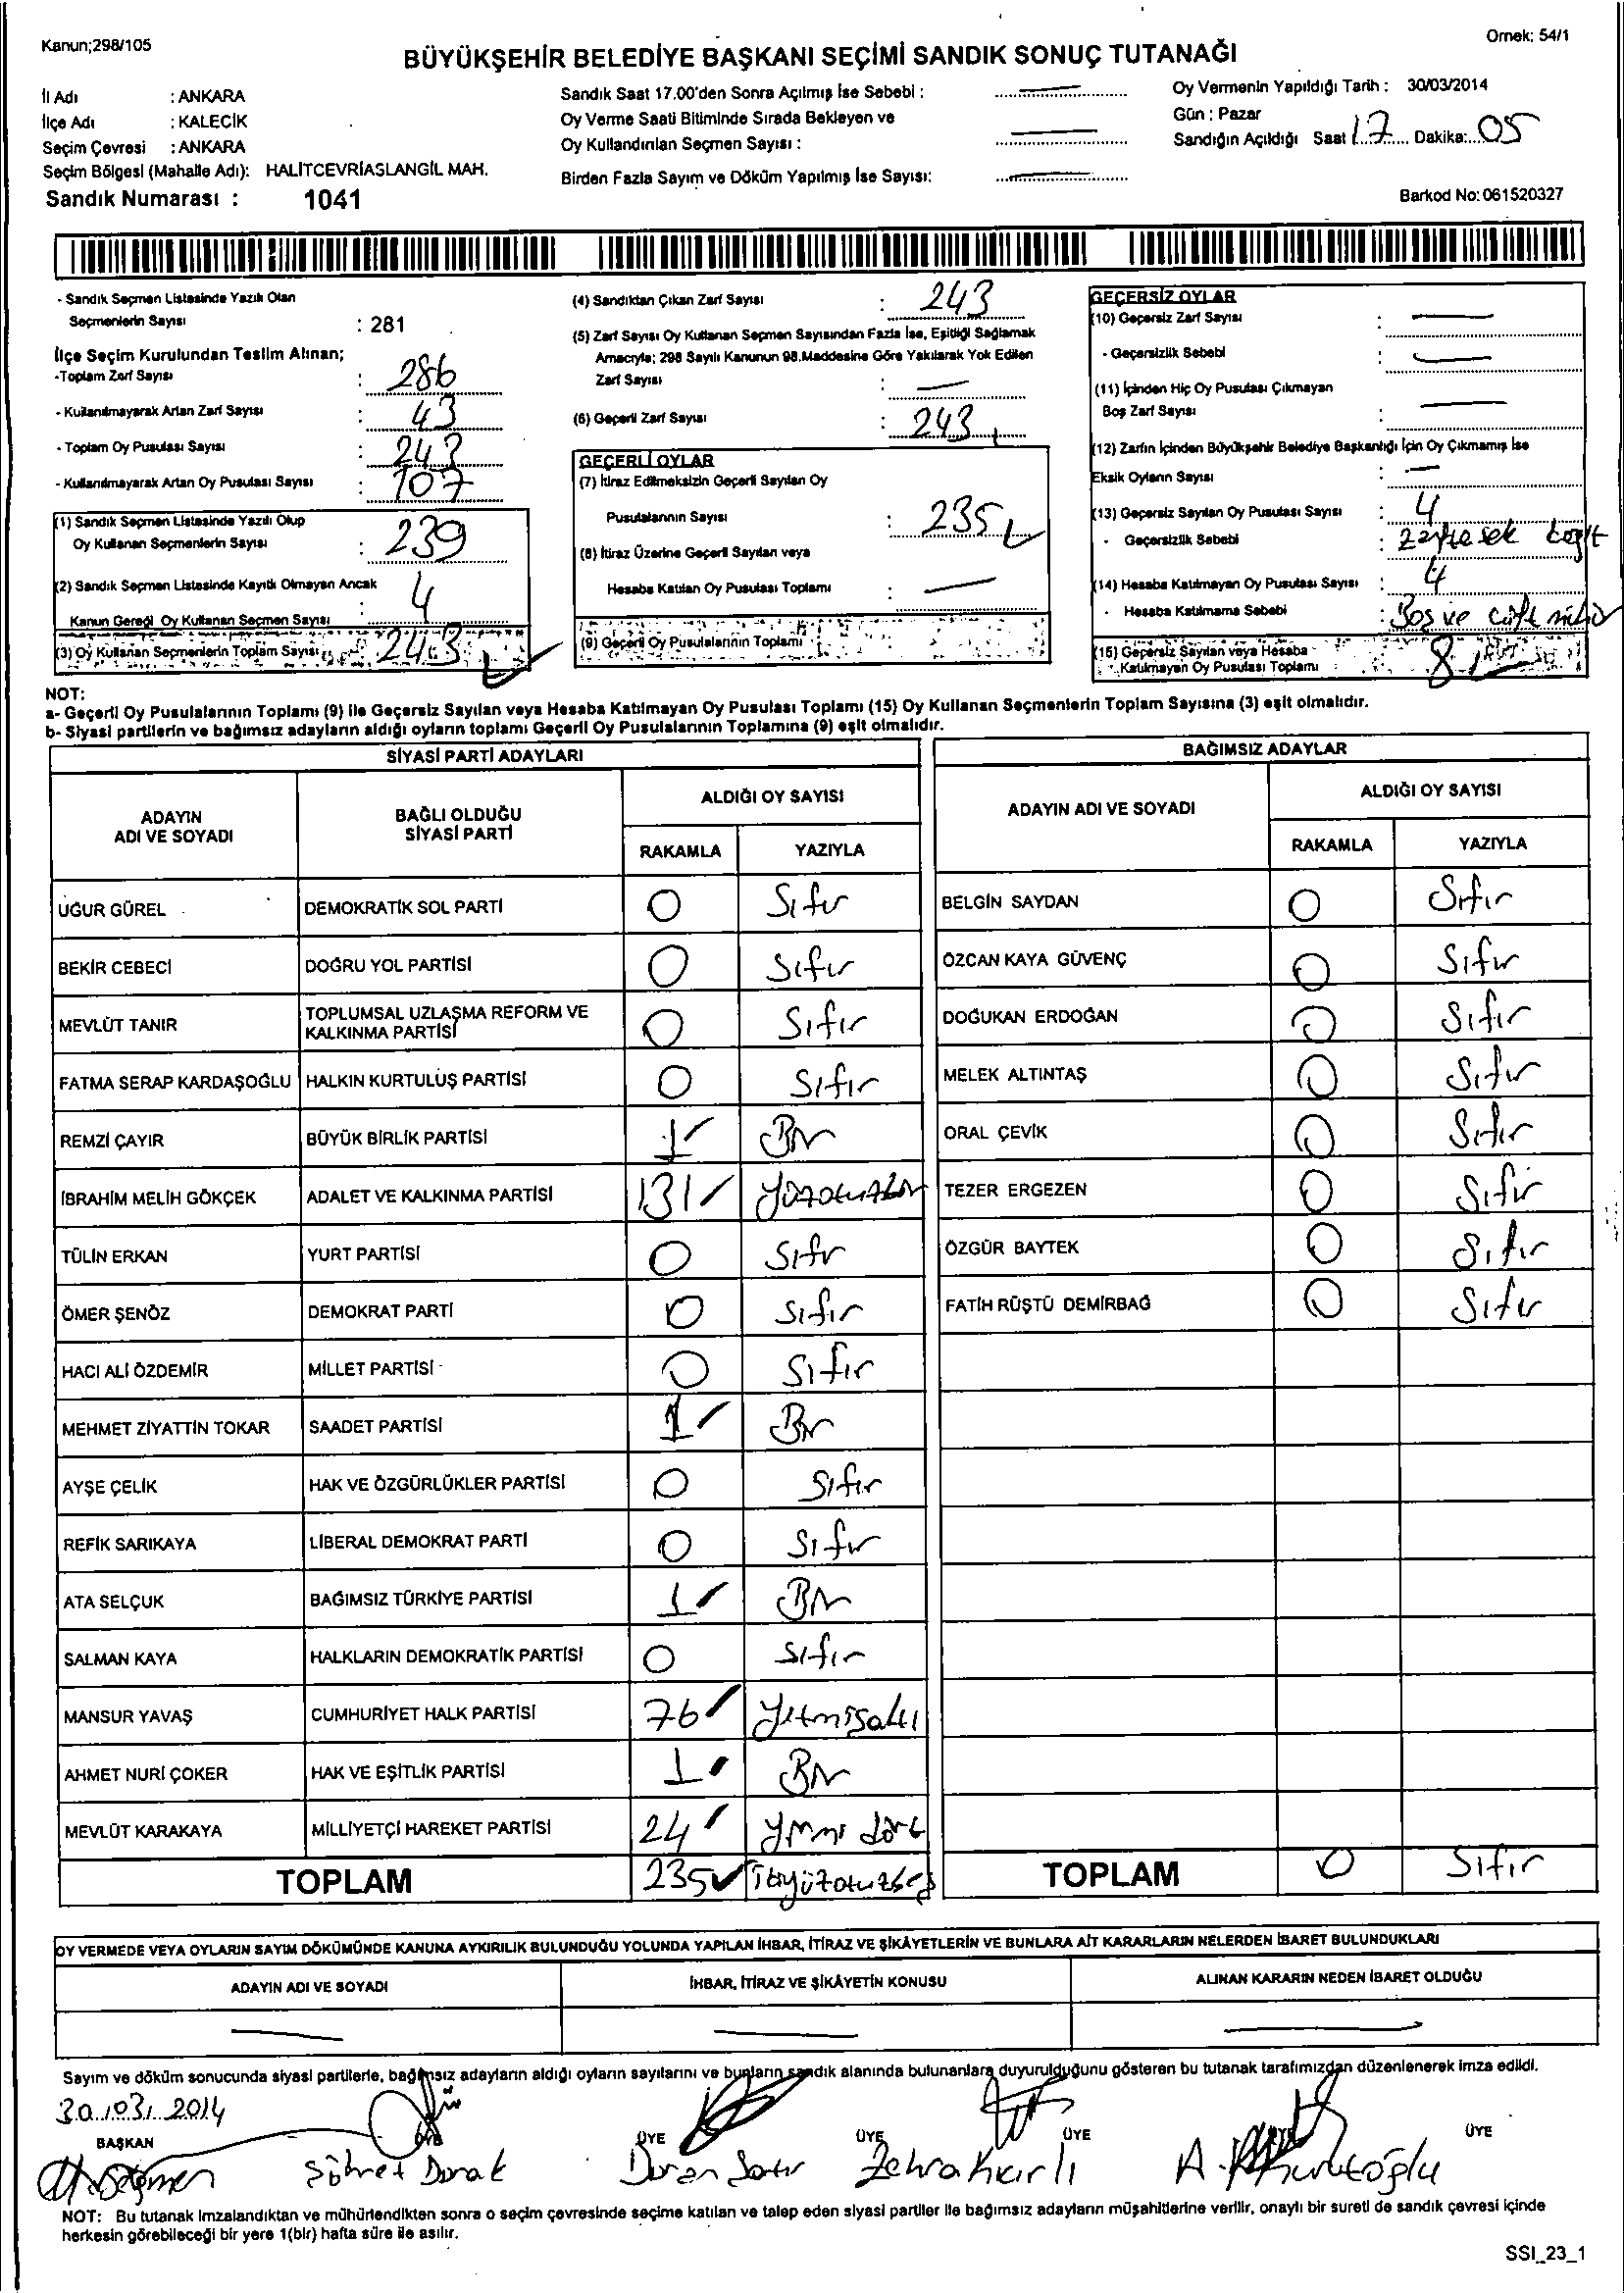 Kanun;298/105
Örnek: 54/1
BÜYÜKŞEHİR BELEDİYE BAŞKANI SEÇİMİ SANDIK SONUÇ TUTANAĞI
İl Adı : ANKARA
İlçe Adı : KALECİK
Seçim Çevresi : ANKARA
Seçim Bölgesi (Mahalle Adı): HALİTCEVRİASLANGİL MAH.
Sandık Numarası : 1041
Sandık Saat 17.00'den Sonra Açılmış İse Sebebi :
Oy Verme Saati Bitiminde Sırada Bekleyen ve
Oy Kullandırılan Seçmen Sayısı :
Birden Fazla Sayım ve Döküm Yapılmış İse Sayısı:
Oy Vermenin Yapıldığı Tarih : 30/03/2014
Gün : Pazar
Sandığın Açıldığı Saat 17 Dakika: 05
Barkod No: 061520327
- Sandık Seçmen Listesinde Yazılı Olan
Seçmenlerin Sayısı : 281
İlçe Seçim Kurulundan Teslim Alınan;
-Toplam Zarf Sayısı : 286
- Kullanılmayarak Artan Zarf Sayısı : 43
- Toplam Oy Pusulası Sayısı : 243
- Kullanılmayarak Artan Oy Pusulası Sayısı : 107
(1) Sandık Seçmen Listesinde Yazılı Olup
Oy Kullanan Seçmenlerin Sayısı : 239
(2) Sandık Seçmen Listesinde Kayıtlı Olmayan Ancak
Kanun Gereği Oy Kullanan Seçmen Sayısı : 4
(3) Oy Kullanan Seçmenlerin Toplam Sayısı : 243
(4) Sandıktan Çıkan Zarf Sayısı : 243
(5) Zarf Sayısı Oy Kullanan Seçmen Sayısından Fazla İse, Eşitliği Sağlamak
Amacıyla; 298 Sayılı Kanunun 98.Maddesine Göre Yakılarak Yok Edilen
Zarf Sayısı : —
(6) Geçerli Zarf Sayısı : 243
GEÇERLİ OYLAR
(7) İtiraz Edilmeksizin Geçerli Sayılan Oy
Pusulalarının Sayısı : 235
(8) İtiraz Üzerine Geçerli Sayılan veya
Hesaba Katılan Oy Pusulası Toplamı : —
(9) Geçerli Oy Pusulalarının Toplamı :
GEÇERSİZ OYLAR
(10) Geçersiz Zarf Sayısı : —
- Geçersizlik Sebebi : —
(11) İçinden Hiç Oy Pusulası Çıkmayan
Boş Zarf Sayısı : —
(12) Zarfın İçinden Büyükşehir Belediye Başkanlığı İçin Oy Çıkmamış İse
Eksik Oyların Sayısı : —
(13) Geçersiz Sayılan Oy Pusulası Sayısı : 4
- Geçersizlik Sebebi :
(14) Hesaba Katılmayan Oy Pusulası Sayısı : 4
- Hesaba Katılmama Sebebi : Boş ve çift mühür
(15) Geçersiz Sayılan veya Hesaba
Katılmayan Oy Pusulası Toplamı : 8
NOT:
a- Geçerli Oy Pusulalarının Toplamı (9) ile Geçersiz Sayılan veya Hesaba Katılmayan Oy Pusulası Toplamı (15) Oy Kullanan Seçmenlerin Toplam Sayısına (3) eşit olmalıdır.
b- Siyasi partilerin ve bağımsız adayların aldığı oyların toplamı Geçerli Oy Pusulalarının Toplamına (9) eşit olmalıdır.
SİYASİ PARTİ ADAYLARI
ADAYIN ADI VE SOYADI BAĞLI OLDUĞU SİYASİ PARTİ ALDIĞI OY SAYISI
RAKAMLA YAZIYLA
UĞUR GÜREL DEMOKRATİK SOL PARTİ 0 Sıfır
BEKİR CEBECİ DOĞRU YOL PARTİSİ 0 Sıfır
MEVLÜT TANIR TOPLUMSAL UZLAŞMA REFORM VE KALKINMA PARTİSİ 0 Sıfır
FATMA SERAP KARDAŞOĞLU HALKIN KURTULUŞ PARTİSİ 0 Sıfır
REMZİ ÇAYIR BÜYÜK BİRLİK PARTİSİ 1 Bir
İBRAHİM MELİH GÖKÇEK ADALET VE KALKINMA PARTİSİ 131 Yüzotuzbir
TÜLİN ERKAN YURT PARTİSİ 0 Sıfır
ÖMER ŞENÖZ DEMOKRAT PARTİ 0 Sıfır
HACI ALİ ÖZDEMİR MİLLET PARTİSİ 0 Sıfır
MEHMET ZİYATTİN TOKAR SAADET PARTİSİ 1 Bir
AYŞE ÇELİK HAK VE ÖZGÜRLÜKLER PARTİSİ 0 Sıfır
REFİK SARIKAYA LİBERAL DEMOKRAT PARTİ 0 Sıfır
ATA SELÇUK BAĞIMSIZ TÜRKİYE PARTİSİ 1 Bir
SALMAN KAYA HALKLARIN DEMOKRATİK PARTİSİ 0 Sıfır
MANSUR YAVAŞ CUMHURİYET HALK PARTİSİ 76 Yetmişaltı
AHMET NURİ ÇOKER HAK VE EŞİTLİK PARTİSİ 1 Bir
MEVLÜT KARAKAYA MİLLİYETÇİ HAREKET PARTİSİ 24 Yirmi dört
TOPLAM 235 İkiyüzotuzbeş
BAĞIMSIZ ADAYLAR
ADAYIN ADI VE SOYADI ALDIĞI OY SAYISI
RAKAMLA YAZIYLA
BELGİN SAYDAN 0 Sıfır
ÖZCAN KAYA GÜVENÇ 0 Sıfır
DOĞUKAN ERDOĞAN 0 Sıfır
MELEK ALTINTAŞ 0 Sıfır
ORAL ÇEVİK 0 Sıfır
TEZER ERGEZEN 0 Sıfır
ÖZGÜR BAYTEK 0 Sıfır
FATİH RÜŞTÜ DEMİRBAĞ 0 Sıfır
TOPLAM 0 Sıfır
OY VERMEDE VEYA OYLARIN SAYIM DÖKÜMÜNDE KANUNA AYKIRILIK BULUNDUĞU YOLUNDA YAPILAN İHBAR, İTİRAZ VE ŞİKÂYETLERİN VE BUNLARA AİT KARARLARIN NELERDEN İBARET BULUNDUKLARI
ADAYIN ADI VE SOYADI İHBAR, İTİRAZ VE ŞİKÂYETİN KONUSU ALINAN KARARIN NEDEN İBARET OLDUĞU
Sayım ve döküm sonucunda siyasi partilerle, bağımsız adayların aldığı oyların sayılarını ve bunların sandık alanında bulunanlara duyurulduğunu gösteren bu tutanak tarafımızdan düzenlenerek imza edildi.
30/03/2014
BAŞKAN ÜYE ÜYE ÜYE ÜYE ÜYE
Şöhret Durak Duran Zehra Kırlı
NOT: Bu tutanak imzalandıktan ve mühürlendikten sonra o seçim çevresinde seçime katılan ve talep eden siyasi partiler ile bağımsız adayların müşahitlerine verilir, onaylı bir sureti de sandık çevresi içinde
herkesin görebileceği bir yere 1(bir) hafta süre ile asılır.
SSI_23_1